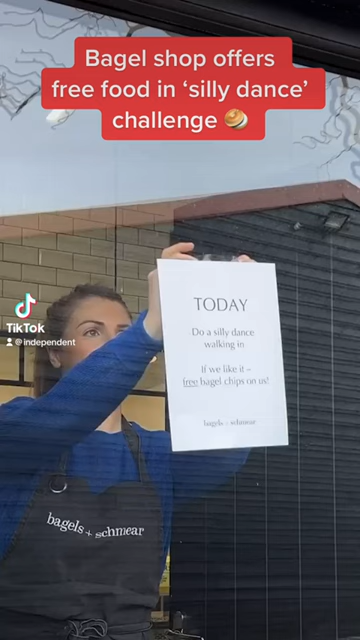 Bagel shop offers
free food in ‘silly dance’
challenge
TODAY
Do a silly dance
walking in
If we like it –
free bagel chips on us!
bagels + schmear
TikTok
@independent
bagels + schmear